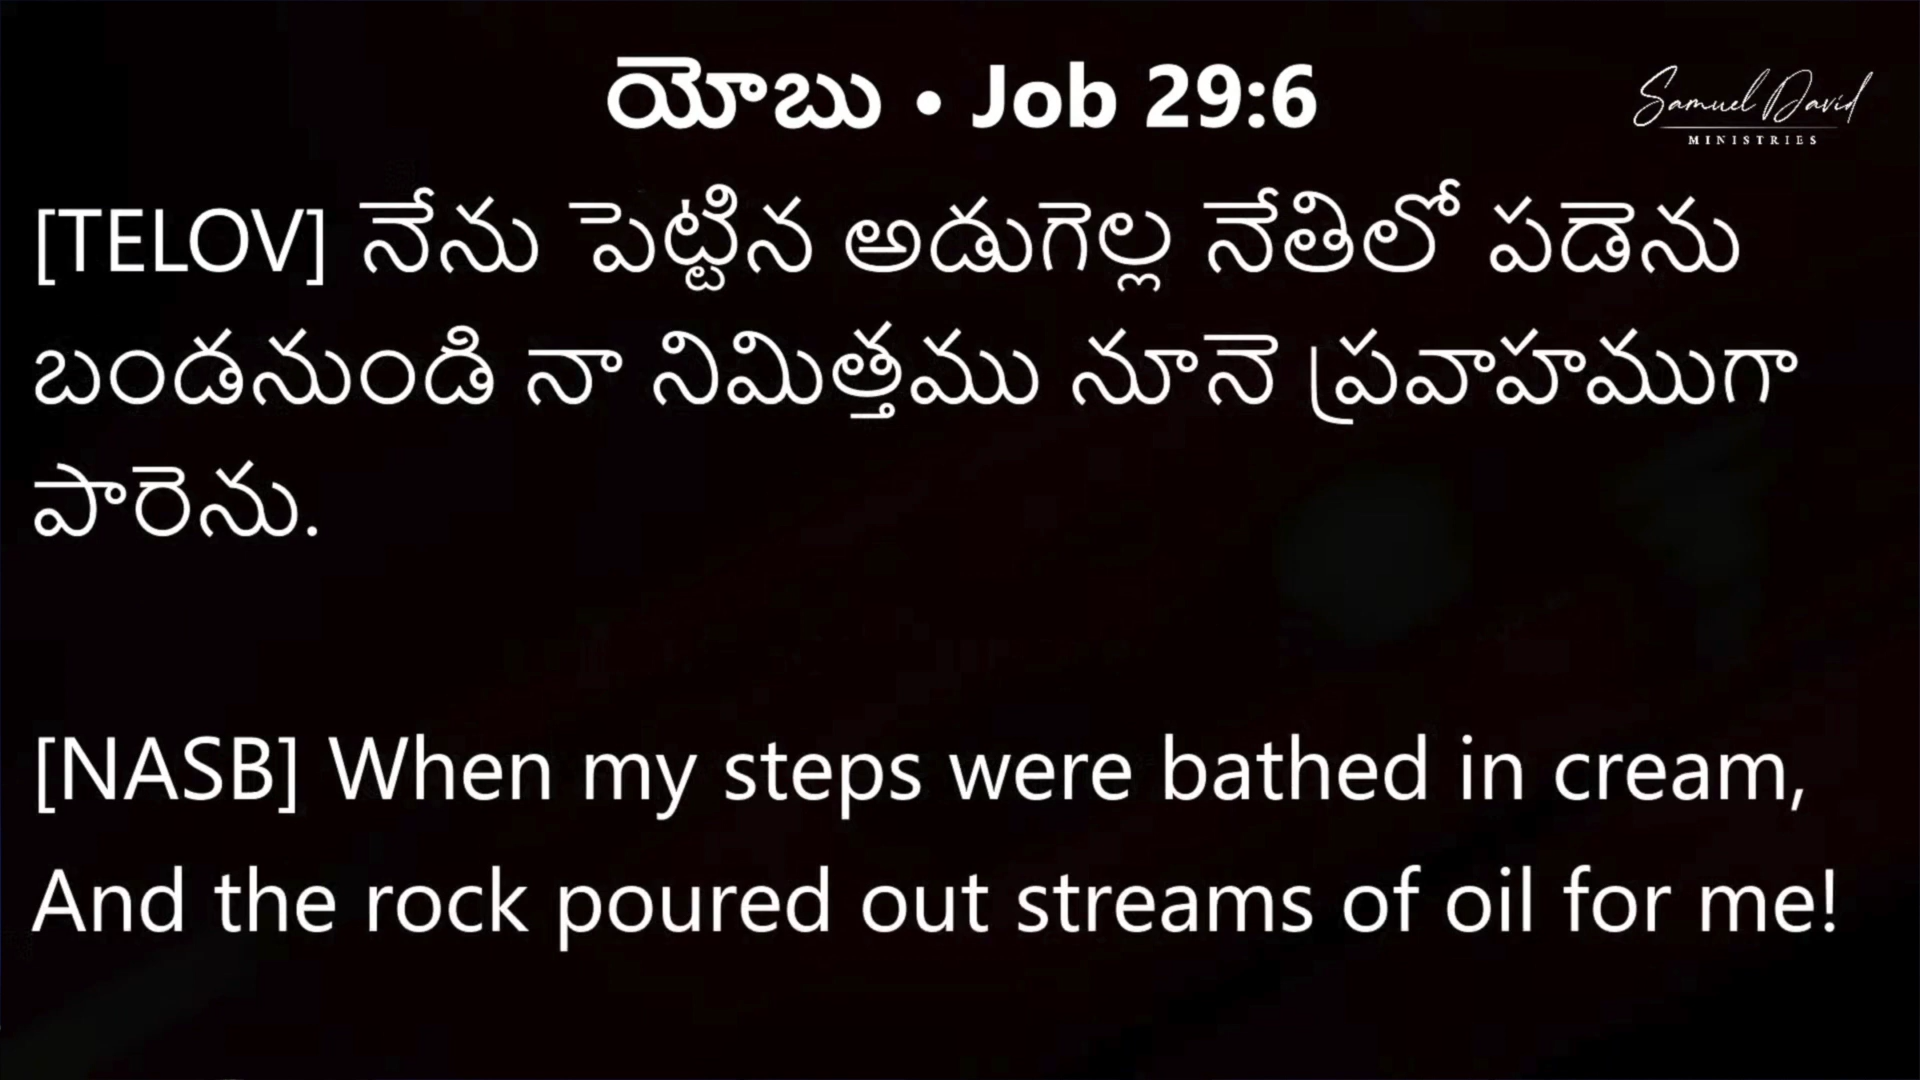 యోబు • Job 29:6
Samuel David
MINISTRIES
[TELOV] నేను పెట్టిన అడుగెల్ల నేతిలో పడెను
బండనుండి నా నిమిత్తము నూనె ప్రవాహముగా
పారెను.
[NASB] When my steps were bathed in cream,
And the rock poured out streams of oil for me!